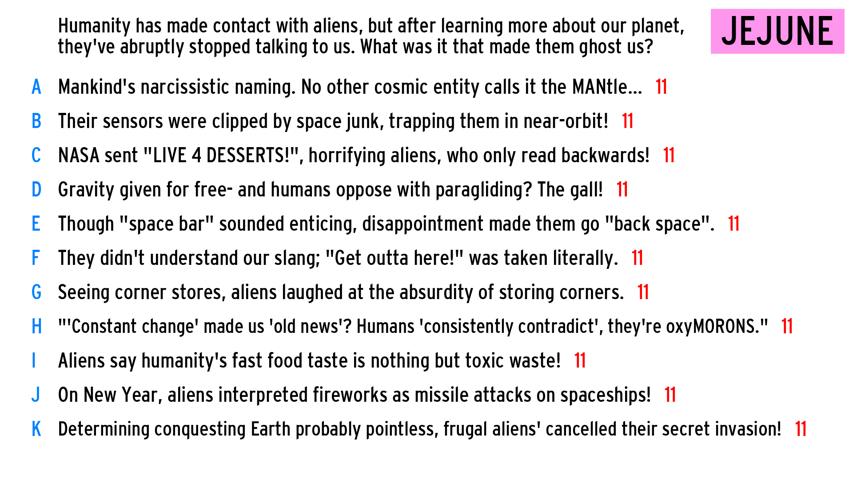 Humanity has made contact with aliens, but after learning more about our planet,
they've abruptly stopped talking to us. What was it that made them ghost us?
JEJUNE
A Mankind's narcissistic naming. No other cosmic entity calls it the MANtle... 11
B Their sensors were clipped by space junk, trapping them in near-orbit! 11
C NASA sent "LIVE 4 DESSERTS!", horrifying aliens, who only read backwards! 11
D Gravity given for free- and humans oppose with paragliding? The gall! 11
E Though "space bar" sounded enticing, disappointment made them go "back space". 11
F They didn't understand our slang; "Get outta here!" was taken literally. 11
G Seeing corner stores, aliens laughed at the absurdity of storing corners. 11
H "'Constant change' made us 'old news'? Humans 'consistently contradict', they're oxyMORONS." 11
I Aliens say humanity's fast food taste is nothing but toxic waste! 11
J On New Year, aliens interpreted fireworks as missile attacks on spaceships! 11
K Determining conquesting Earth probably pointless, frugal aliens' cancelled their secret invasion! 11